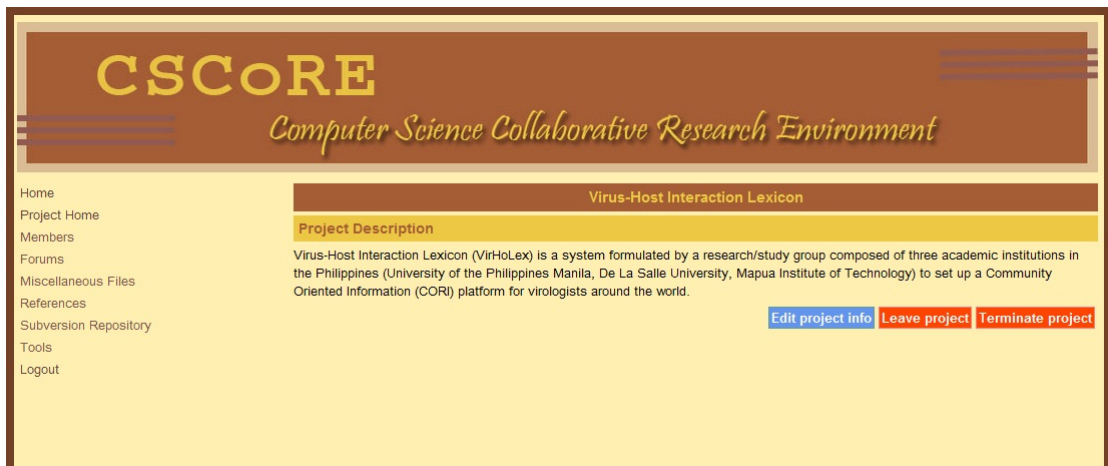 CSCoRE
Computer Science Collaborative Research Environment
Home
Project Home
Members
Forums
Miscellaneous Files
References
Subversion Repository
Tools
Logout
Virus-Host Interaction Lexicon
Project Description
Virus-Host Interaction Lexicon (VirHoLex) is a system formulated by a research/study group composed of three academic institutions in
the Philippines (University of the Philippines Manila, De La Salle University, Mapua Institute of Technology) to set up a Community
Oriented Information (CORI) platform for virologists around the world.
Edit project info Leave project Terminate project